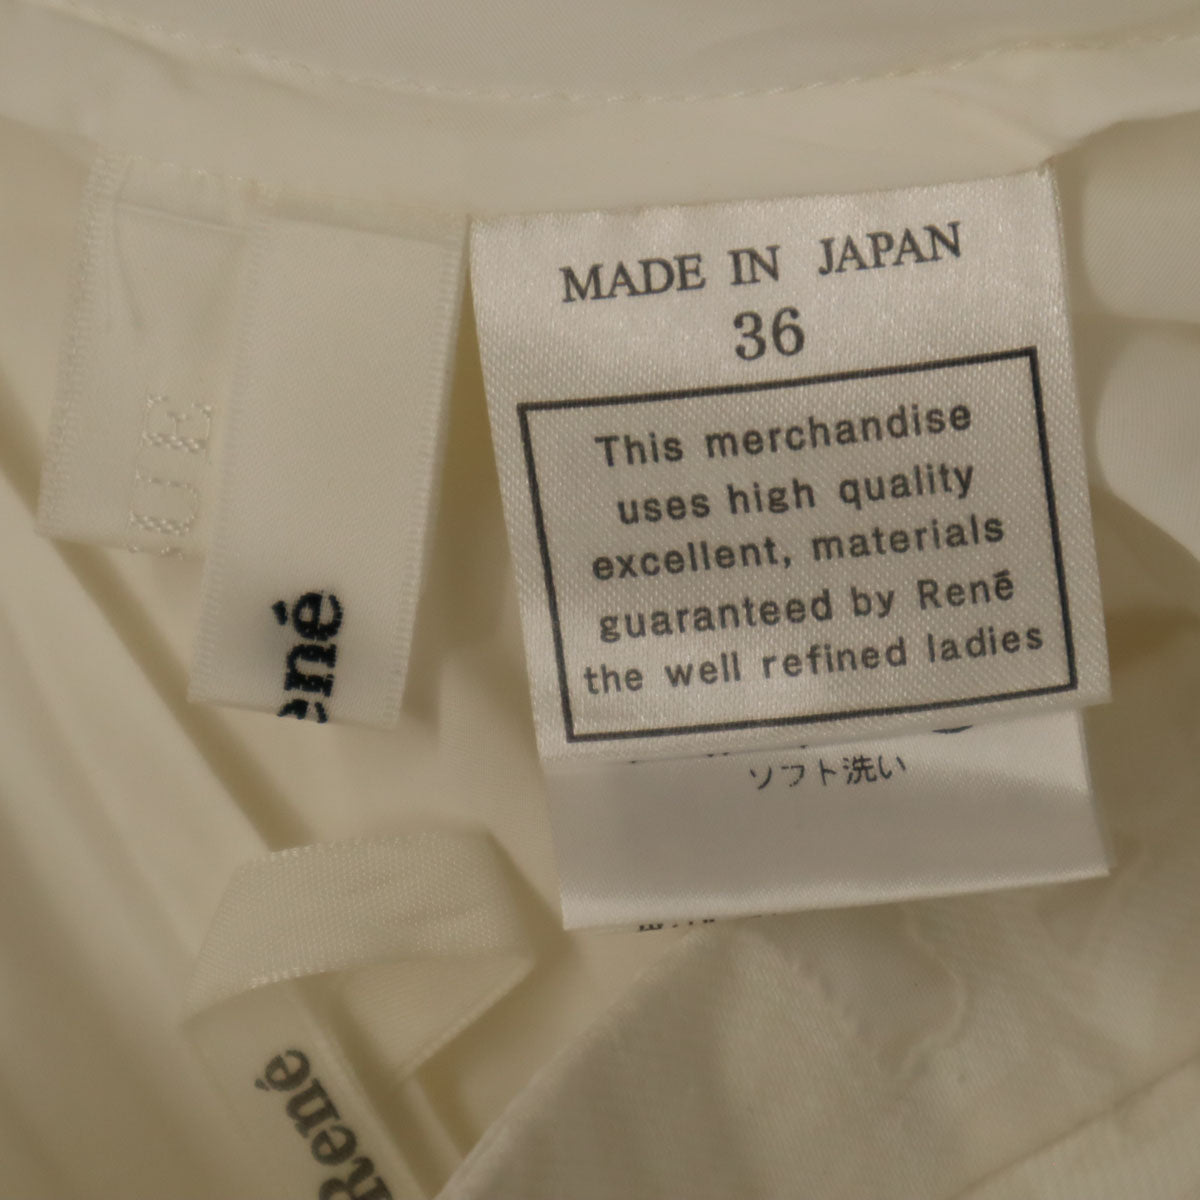 MADE IN JAPAN
36
This merchandise
uses high quality
excellent, materials
guaranteed by René
the well refined ladies
ソフト洗い
ené
René